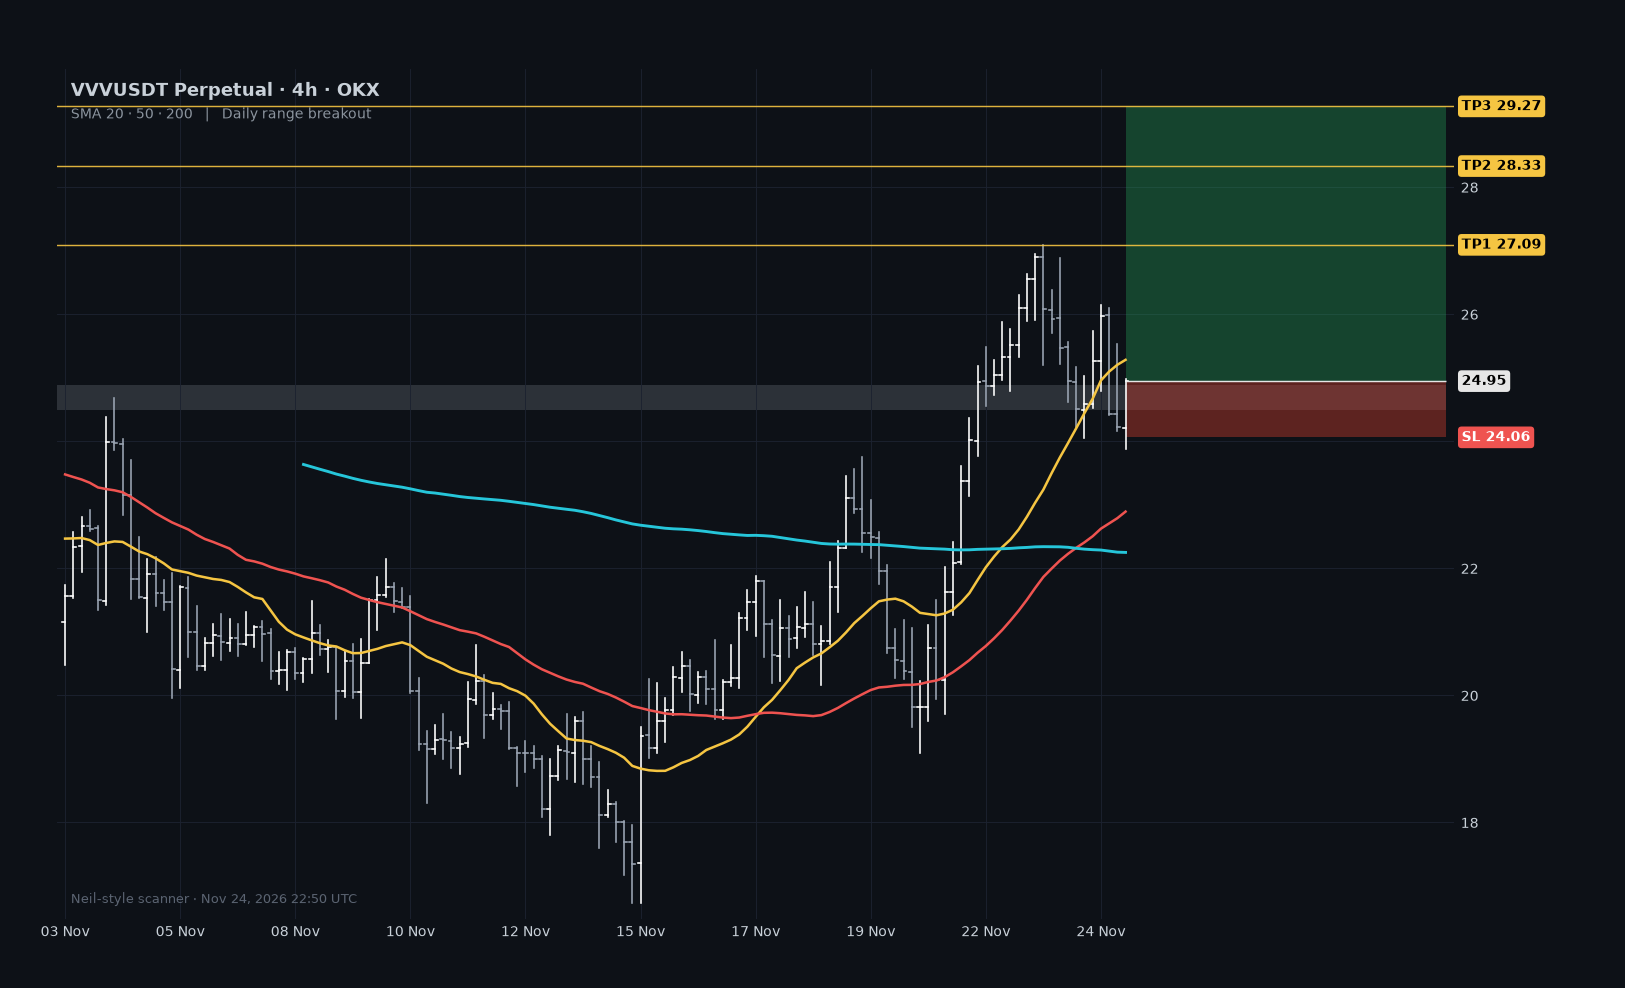 VVVUSDT Perpetual · 4h · OKX
SMA 20 · 50 · 200 | Daily range breakout
TP3 29.27
TP2 28.33
28
TP1 27.09
26
24.95
SL 24.06
22
20
18
Neil-style scanner · Nov 24, 2026 22:50 UTC
03 Nov 05 Nov 08 Nov 10 Nov 12 Nov 15 Nov 17 Nov 19 Nov 22 Nov 24 Nov